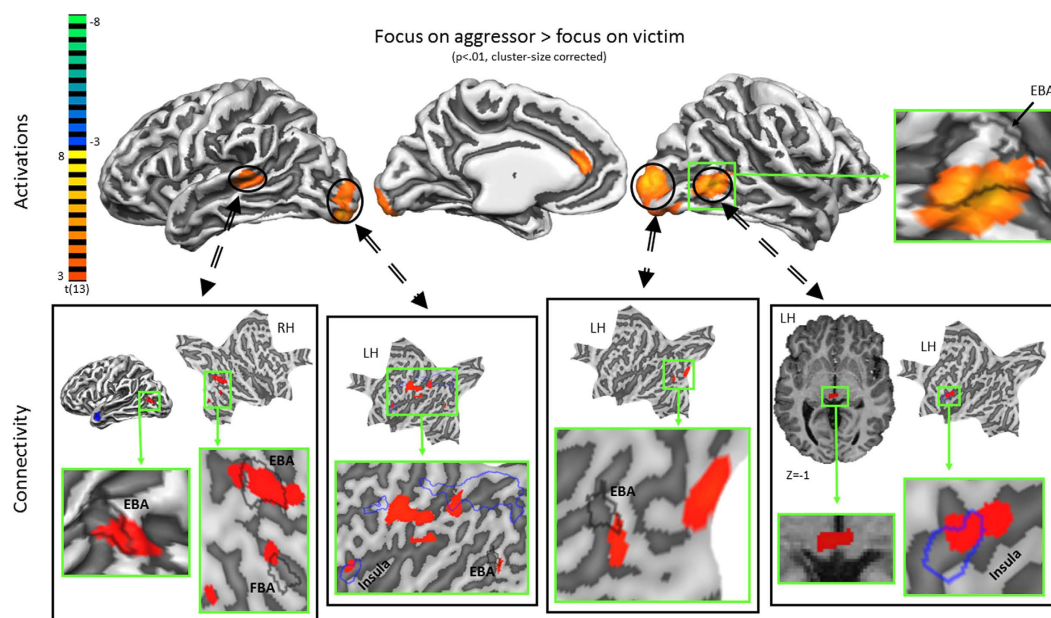 -8
Focus on aggressor > focus on victim
(p<.01, cluster-size corrected)
EBA
Activations
-3
8
3
t(13)
RH
LH
LH
LH
LH
Connectivity
Z=-1
EBA
EBA
FBA
Insula
EBA
EBA
Insula